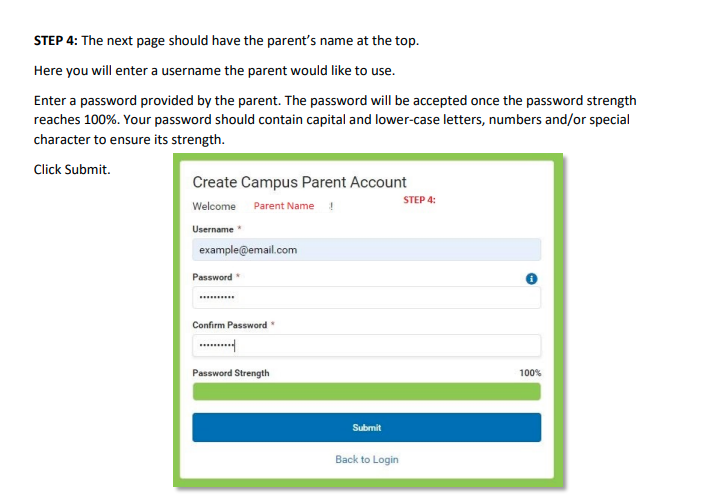 STEP 4: The next page should have the parent’s name at the top.
Here you will enter a username the parent would like to use.
Enter a password provided by the parent. The password will be accepted once the password strength
reaches 100%. Your password should contain capital and lower-case letters, numbers and/or special
character to ensure its strength.
Click Submit.
Create Campus Parent Account
Welcome Parent Name !
STEP 4:
Username *
example@email.com
Password *
i
••••••••••
Confirm Password *
••••••••••
Password Strength 100%
Submit
Back to Login